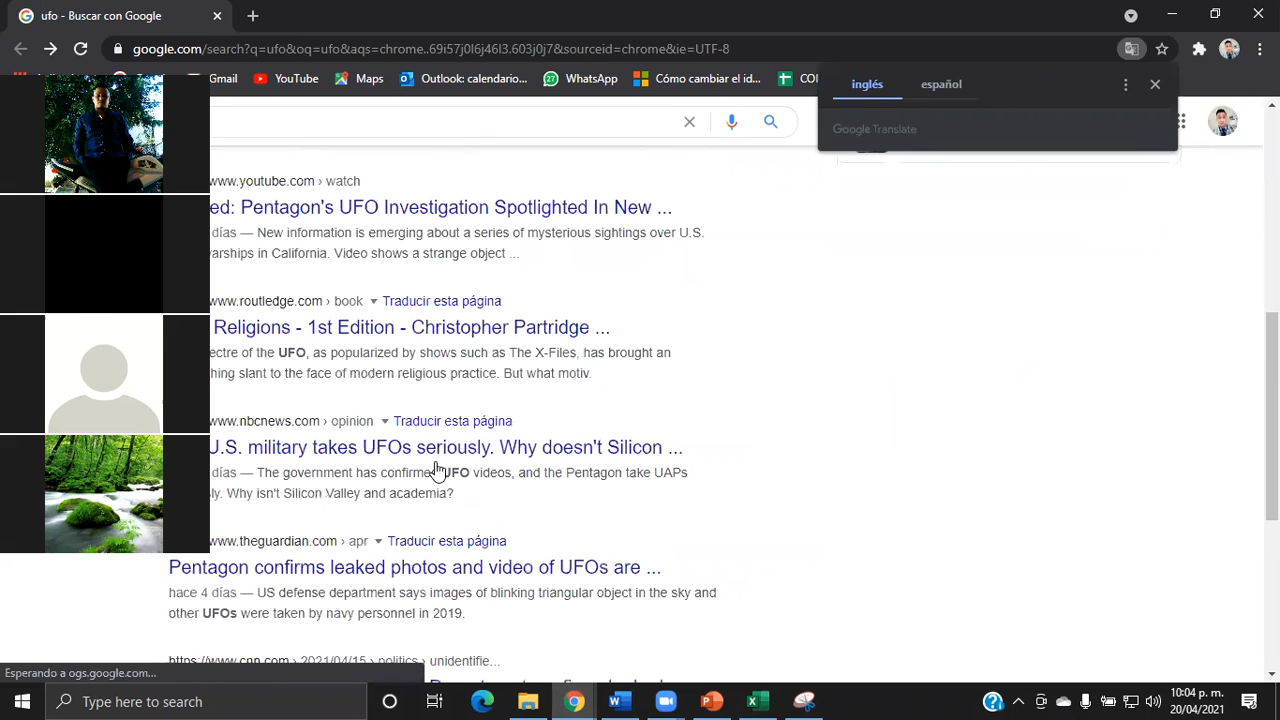 ufo - Buscar con Google
google.com/search?q=ufo&oq=ufo&aqs=chrome..69i57j0l6j46l3.603j0j7&sourceid=chrome&ie=UTF-8
Gmail YouTube Maps Outlook calendario... WhatsApp Cómo cambiar el id... CO
27
inglés español
Google Translate
www.youtube.com › watch
ed: Pentagon's UFO Investigation Spotlighted In New ...
días — New information is emerging about a series of mysterious sightings over U.S.
arships in California. Video shows a strange object ...
www.routledge.com › book Traducir esta página
Religions - 1st Edition - Christopher Partridge ...
ectre of the UFO, as popularized by shows such as The X-Files, has brought an
hing slant to the face of modern religious practice. But what motiv.
www.nbcnews.com › opinion Traducir esta página
U.S. military takes UFOs seriously. Why doesn't Silicon ...
días — The government has confirme UFO videos, and the Pentagon take UAPs
ly. Why isn't Silicon Valley and academia?
www.theguardian.com › apr Traducir esta página
Pentagon confirms leaked photos and video of UFOs are ...
hace 4 días — US defense department says images of blinking triangular object in the sky and
other UFOs were taken by navy personnel in 2019.
https://www.cnn.com › 2021/04/15 › politics › unidentifie...
Esperando a ogs.google.com...
Type here to search
10:04 p. m.
20/04/2021